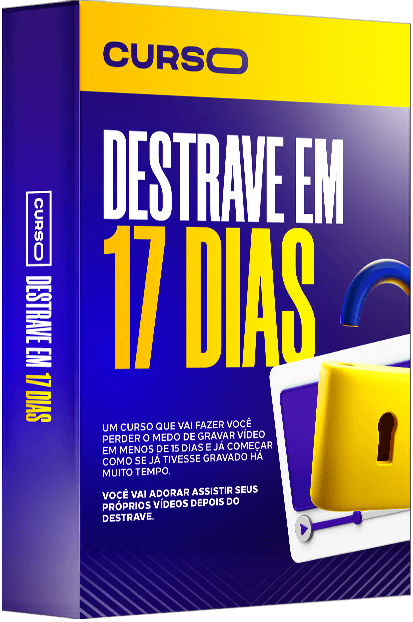 CURSO
DESTRAVE EM
17 DIAS
UM CURSO QUE VAI FAZER VOCÊ
PERDER O MEDO DE GRAVAR VÍDEO
EM MENOS DE 15 DIAS E JÁ COMEÇAR
COMO SE JÁ TIVESSE GRAVADO HÁ
MUITO TEMPO.
VOCÊ VAI ADORAR ASSISTIR SEUS
PRÓPRIOS VÍDEOS DEPOIS DO
DESTRAVE.
CURSO
DESTRAVE EM 17 DIAS